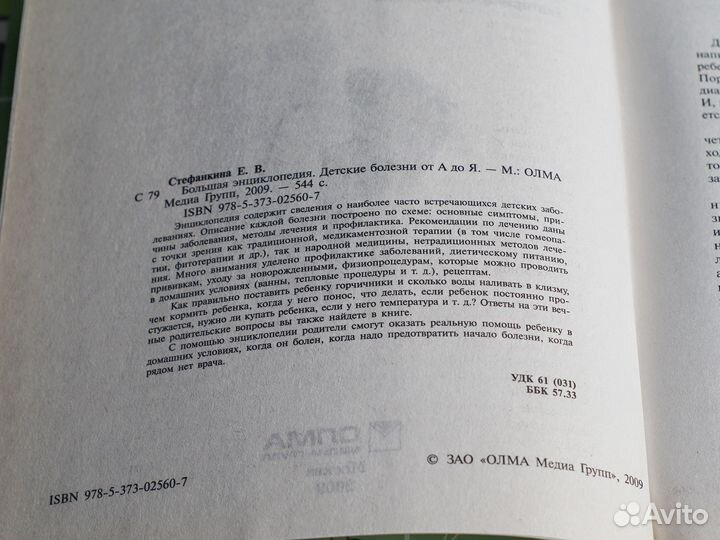 Стефанкина Е. В.
С 79 Большая энциклопедия. Детские болезни от А до Я. — М.: ОЛМА
Медиа Групп, 2009. — 544 с.
ISBN 978-5-373-02560-7
Энциклопедия содержит сведения о наиболее часто встречающихся детских забо-
леваниях. Описание каждой болезни построено по схеме: основные симптомы, при-
чины заболевания, методы лечения и профилактика. Рекомендации по лечению даны
с точки зрения как традиционной, медикаментозной терапии (в том числе гомеопа-
тии, фитотерапии и др.), так и народной медицины, нетрадиционных методов лече-
ния. Много внимания уделено профилактике заболеваний, диетическому питанию,
прививкам, уходу за новорожденными, физиопроцедурам, которые можно проводить
в домашних условиях (ванны, тепловые процедуры и т. д.), рецептам.
Как правильно поставить ребенку горчичники и сколько воды наливать в клизму,
чем кормить ребенка, когда у него понос, что делать, если ребенок постоянно про-
стужается, нужно ли купать ребенка, если у него температура и т. д.? Ответы на эти веч-
ные родительские вопросы вы также найдете в книге.
С помощью энциклопедии родители смогут оказать реальную помощь ребенку в
домашних условиях, когда он болен, когда надо предотвратить начало болезни, когда
рядом нет врача.
УДК 61 (031)
ББК 57.33
ISBN 978-5-373-02560-7
© ЗАО «ОЛМА Медиа Групп», 2009
Avito